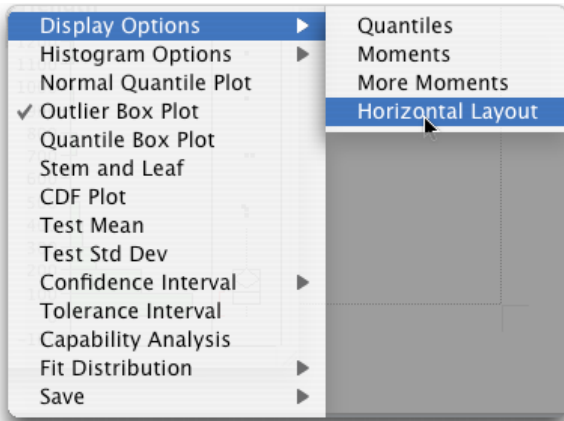 Display Options
Histogram Options
Normal Quantile Plot
✓ Outlier Box Plot
Quantile Box Plot
Stem and Leaf
CDF Plot
Test Mean
Test Std Dev
Confidence Interval
Tolerance Interval
Capability Analysis
Fit Distribution
Save
Quantiles
Moments
More Moments
Horizontal Layout